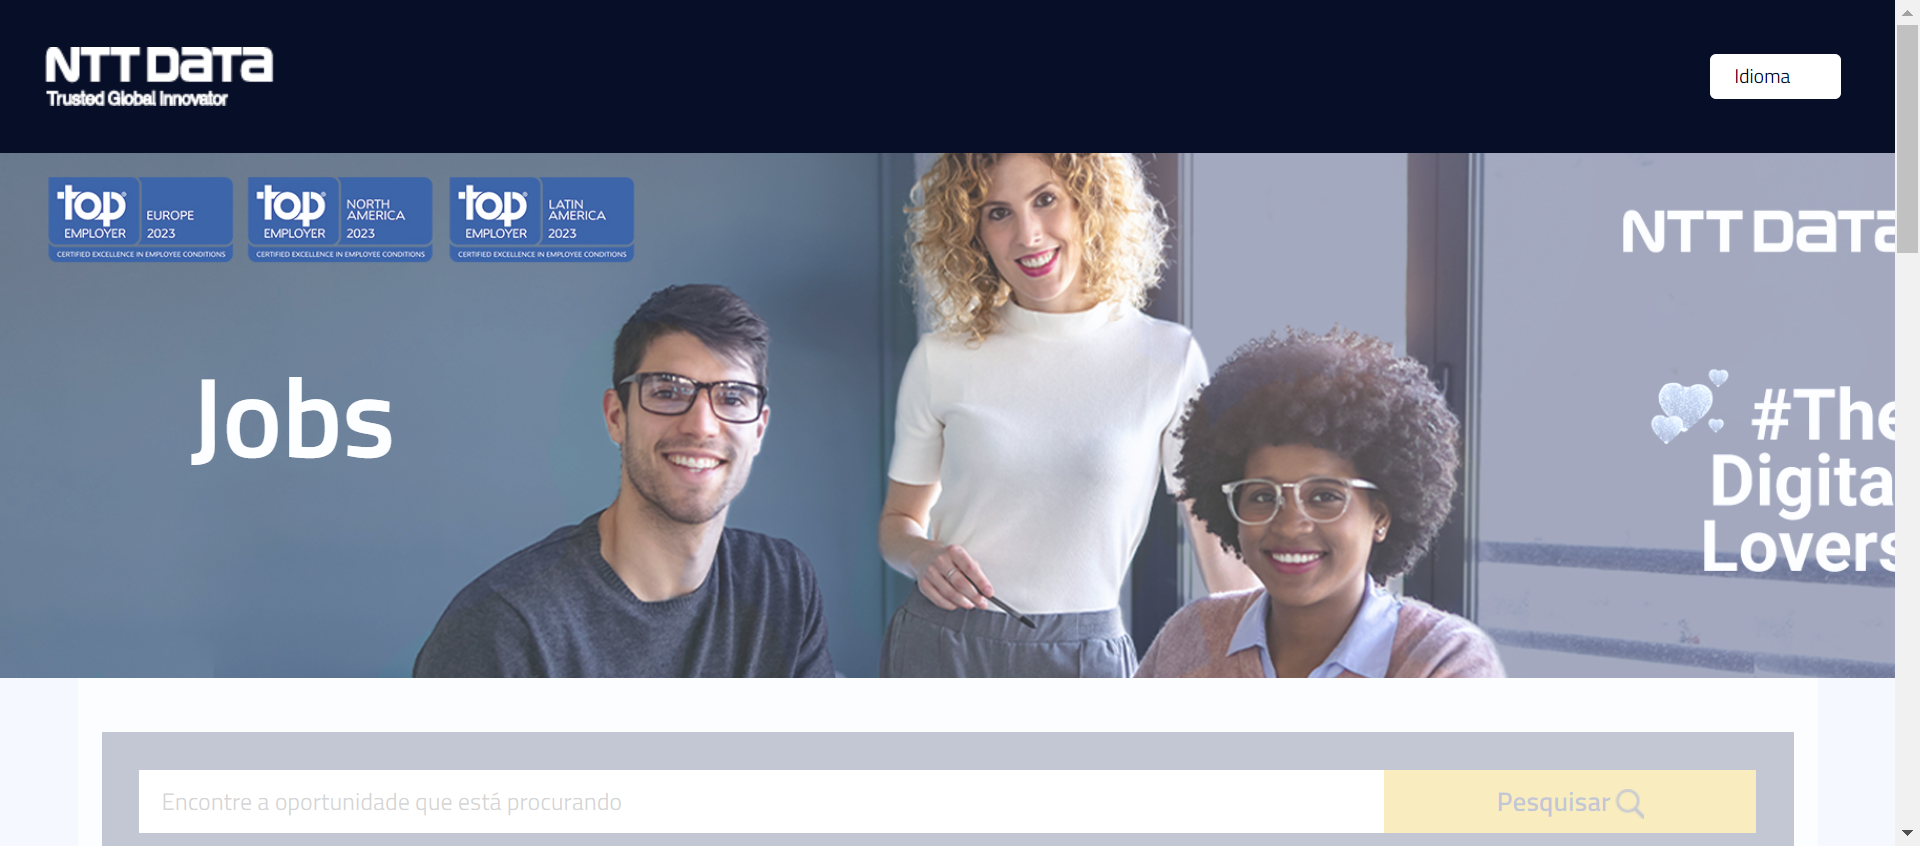 NTT DATA
Trusted Global Innovator
Idioma
top EMPLOYER EUROPE 2023
CERTIFIED EXCELLENCE IN EMPLOYEE CONDITIONS
top EMPLOYER NORTH AMERICA 2023
CERTIFIED EXCELLENCE IN EMPLOYEE CONDITIONS
top EMPLOYER LATIN AMERICA 2023
CERTIFIED EXCELLENCE IN EMPLOYEE CONDITIONS
NTT DATA
Jobs
#The
Digita
Lovers
Encontre a oportunidade que está procurando
Pesquisar